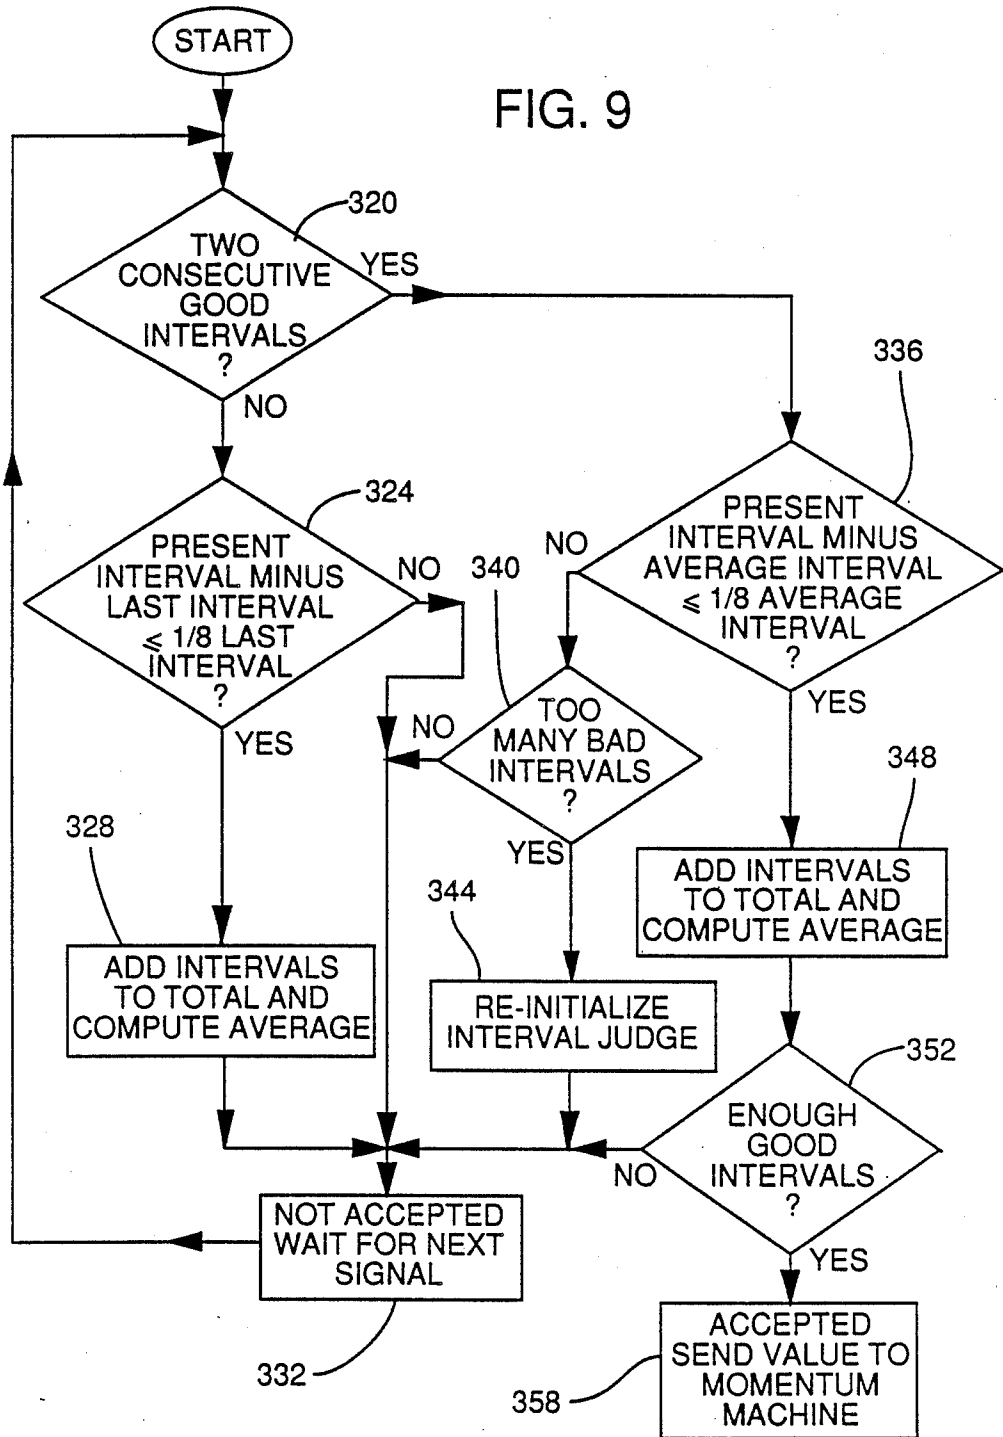 START
FIG. 9
320
TWO
CONSECUTIVE
GOOD
INTERVALS
?
YES
NO
336
324
PRESENT
INTERVAL MINUS
LAST INTERVAL
⩽ 1/8 LAST
INTERVAL
?
NO
YES
PRESENT
INTERVAL MINUS
AVERAGE INTERVAL
⩽ 1/8 AVERAGE
INTERVAL
?
NO
YES
340
TOO
MANY BAD
INTERVALS
?
NO
YES
328
ADD INTERVALS
TO TOTAL AND
COMPUTE AVERAGE
344
RE-INITIALIZE
INTERVAL JUDGE
348
ADD INTERVALS
TO TOTAL AND
COMPUTE AVERAGE
352
ENOUGH
GOOD
INTERVALS
?
NO
YES
NOT ACCEPTED
WAIT FOR NEXT
SIGNAL
332
ACCEPTED
SEND VALUE TO
MOMENTUM
MACHINE
358